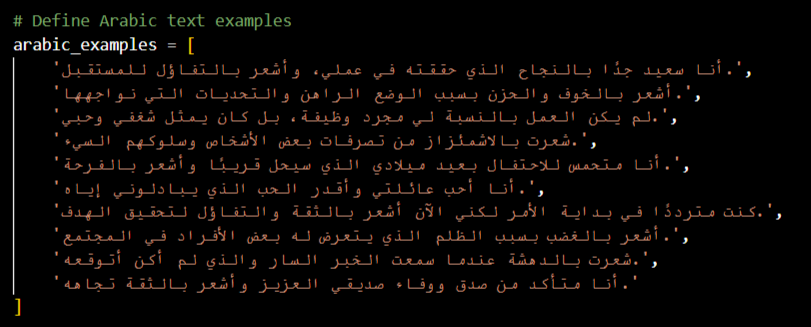 # Define Arabic text examples
arabic_examples = [
'أنا سعيد جدًا بالنجاح الذي حققته في عملي، وأشعر بالتفاؤل للمستقبل.',
'أشعر بالخوف والحزن بسبب الوضع الراهن والتحديات التي نواجهها.',
'لم يكن العمل بالنسبة لي مجرد وظيفة، بل كان يمثل شغفي وحبي.',
'شعرت بالاشمئزاز من تصرفات بعض الأشخاص وسلوكهم السيء.',
'أنا متحمس للاحتفال بعيد ميلادي الذي سيحل قريبًا وأشعر بالفرحة.',
'أنا أحب عائلتي وأقدر الحب الذي يبادلوني إياه.',
'كنت مترددًا في بداية الأمر لكني الآن أشعر بالثقة والتفاؤل لتحقيق الهدف.',
'أشعر بالغضب بسبب الظلم الذي يتعرض له بعض الأفراد في المجتمع.',
'شعرت بالدهشة عندما سمعت الخبر السار والذي لم أكن أتوقعه.',
'أنا متأكد من صدق ووفاء صديقي العزيز وأشعر بالثقة تجاهه.'
]